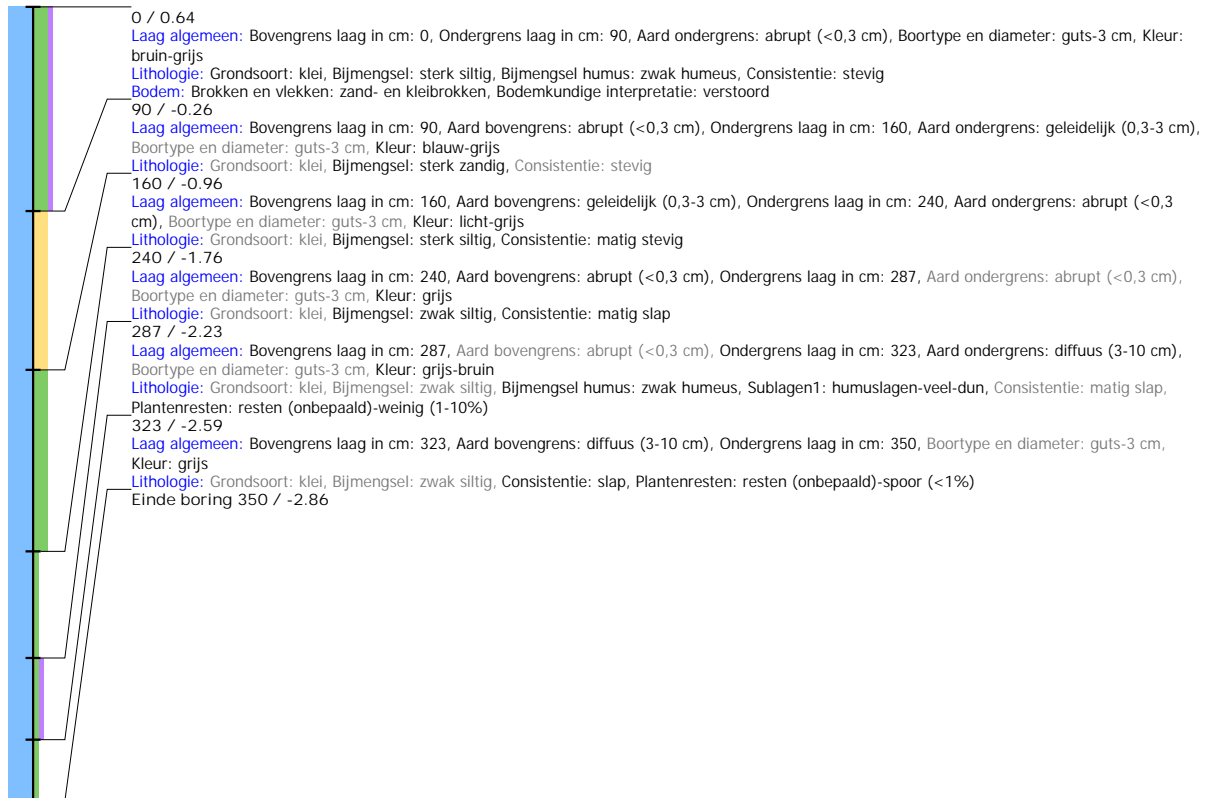 0 / 0.64
Laag algemeen: Bovengrens laag in cm: 0, Ondergrens laag in cm: 90, Aard ondergrens: abrupt (<0,3 cm), Boortype en diameter: guts-3 cm, Kleur:
bruin-grijs
Lithologie: Grondsoort: klei, Bijmengsel: sterk siltig, Bijmengsel humus: zwak humeus, Consistentie: stevig
Bodem: Brokken en vlekken: zand- en kleibrokken, Bodemkundige interpretatie: verstoord
90 / -0.26
Laag algemeen: Bovengrens laag in cm: 90, Aard bovengrens: abrupt (<0,3 cm), Ondergrens laag in cm: 160, Aard ondergrens: geleidelijk (0,3-3 cm),
Boortype en diameter: guts-3 cm, Kleur: blauw-grijs
Lithologie: Grondsoort: klei, Bijmengsel: sterk zandig, Consistentie: stevig
160 / -0.96
Laag algemeen: Bovengrens laag in cm: 160, Aard bovengrens: geleidelijk (0,3-3 cm), Ondergrens laag in cm: 240, Aard ondergrens: abrupt (<0,3
cm), Boortype en diameter: guts-3 cm, Kleur: licht-grijs
Lithologie: Grondsoort: klei, Bijmengsel: sterk siltig, Consistentie: matig stevig
240 / -1.76
Laag algemeen: Bovengrens laag in cm: 240, Aard bovengrens: abrupt (<0,3 cm), Ondergrens laag in cm: 287, Aard ondergrens: abrupt (<0,3 cm),
Boortype en diameter: guts-3 cm, Kleur: grijs
Lithologie: Grondsoort: klei, Bijmengsel: zwak siltig, Consistentie: matig slap
287 / -2.23
Laag algemeen: Bovengrens laag in cm: 287, Aard bovengrens: abrupt (<0,3 cm), Ondergrens laag in cm: 323, Aard ondergrens: diffuus (3-10 cm),
Boortype en diameter: guts-3 cm, Kleur: grijs-bruin
Lithologie: Grondsoort: klei, Bijmengsel: zwak siltig, Bijmengsel humus: zwak humeus, Sublagen1: humuslagen-veel-dun, Consistentie: matig slap,
Plantenresten: resten (onbepaald)-weinig (1-10%)
323 / -2.59
Laag algemeen: Bovengrens laag in cm: 323, Aard bovengrens: diffuus (3-10 cm), Ondergrens laag in cm: 350, Boortype en diameter: guts-3 cm,
Kleur: grijs
Lithologie: Grondsoort: klei, Bijmengsel: zwak siltig, Consistentie: slap, Plantenresten: resten (onbepaald)-spoor (<1%)
Einde boring 350 / -2.86